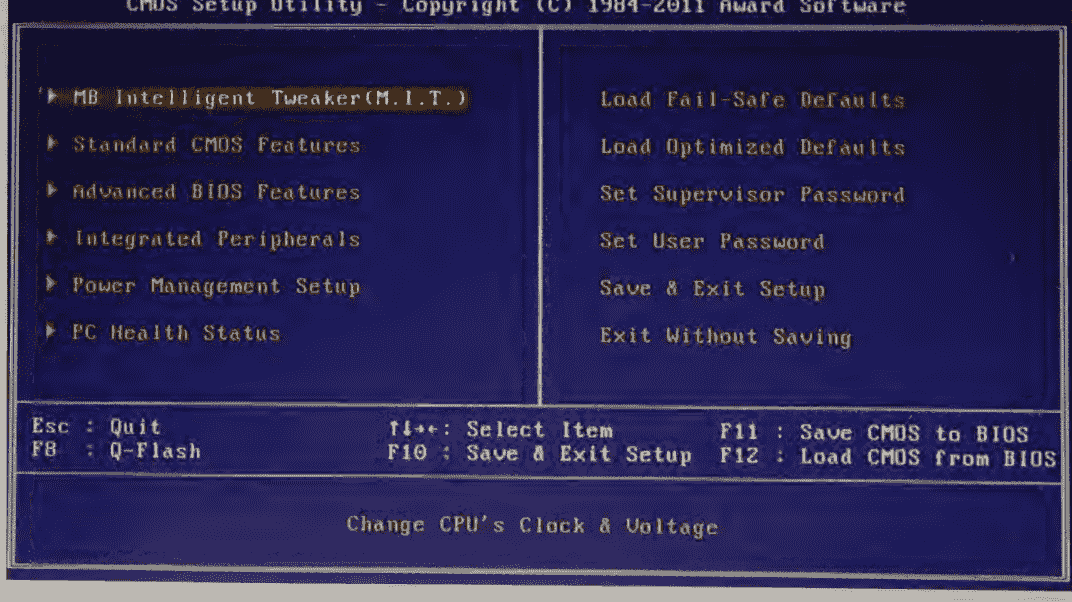 CMOS Setup Utility - Copyright (C) 1984-2011 Award Software
MB Intelligent Tweaker(M.I.T.)
Standard CMOS Features
Advanced BIOS Features
Integrated Peripherals
Power Management Setup
PC Health Status
Load Fail-Safe Defaults
Load Optimized Defaults
Set Supervisor Password
Set User Password
Save & Exit Setup
Exit Without Saving
Esc : Quit
F8 : Q-Flash
↑↓→←: Select Item
F10 : Save & Exit Setup
F11 : Save CMOS to BIOS
F12 : Load CMOS from BIOS
Change CPU's Clock & Voltage